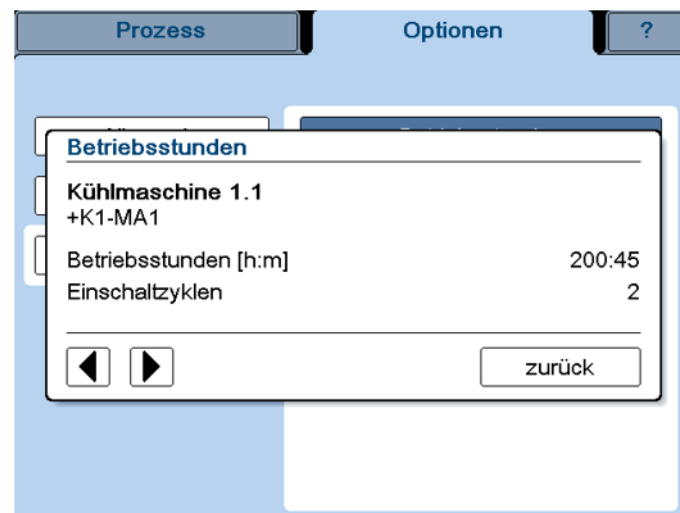 Prozess
Optionen
?
Betriebsstunden
Kühlmaschine 1.1
+K1-MA1
Betriebsstunden [h:m] 200:45
Einschaltzyklen 2
zurück